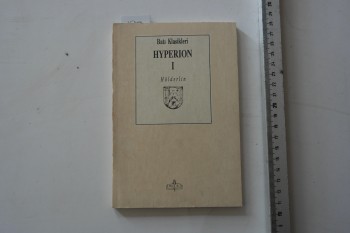 Batı Klasikleri
HYPERION
I
Hölderlin